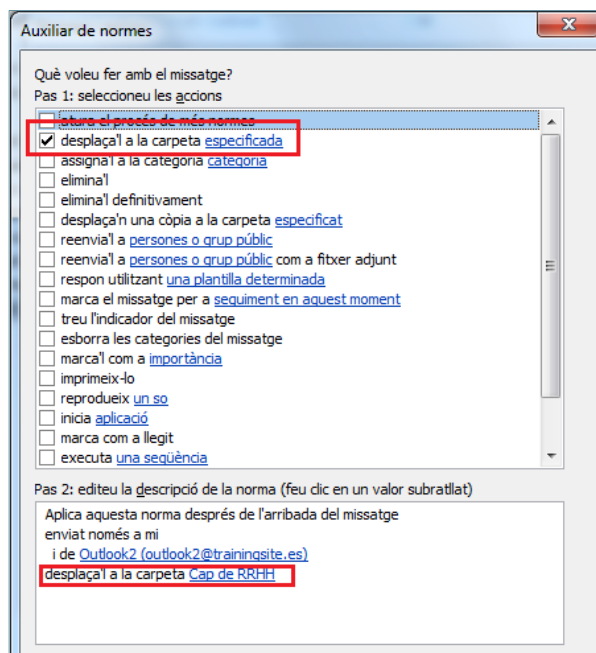 Auxiliar de normes
Què voleu fer amb el missatge?
Pas 1: seleccioneu les accions
atura el procés de més normes
desplaça'l a la carpeta especificada
assigna'l a la categoria categoria
elimina'l
elimina'l definitivament
desplaça'n una còpia a la carpeta especificat
reenvia'l a persones o grup públic
reenvia'l a persones o grup públic com a fitxer adjunt
respon utilitzant una plantilla determinada
marca el missatge per a seguiment en aquest moment
treu l'indicador del missatge
esborra les categories del missatge
marca'l com a importància
imprimeix-lo
reprodueix un so
inicia aplicació
marca com a llegit
executa una seqüència
Pas 2: editeu la descripció de la norma (feu clic en un valor subratllat)
Aplica aquesta norma després de l'arribada del missatge
enviat només a mi
i de Outlook2 (outlook2@trainingsite.es)
desplaça'l a la carpeta Cap de RRHH